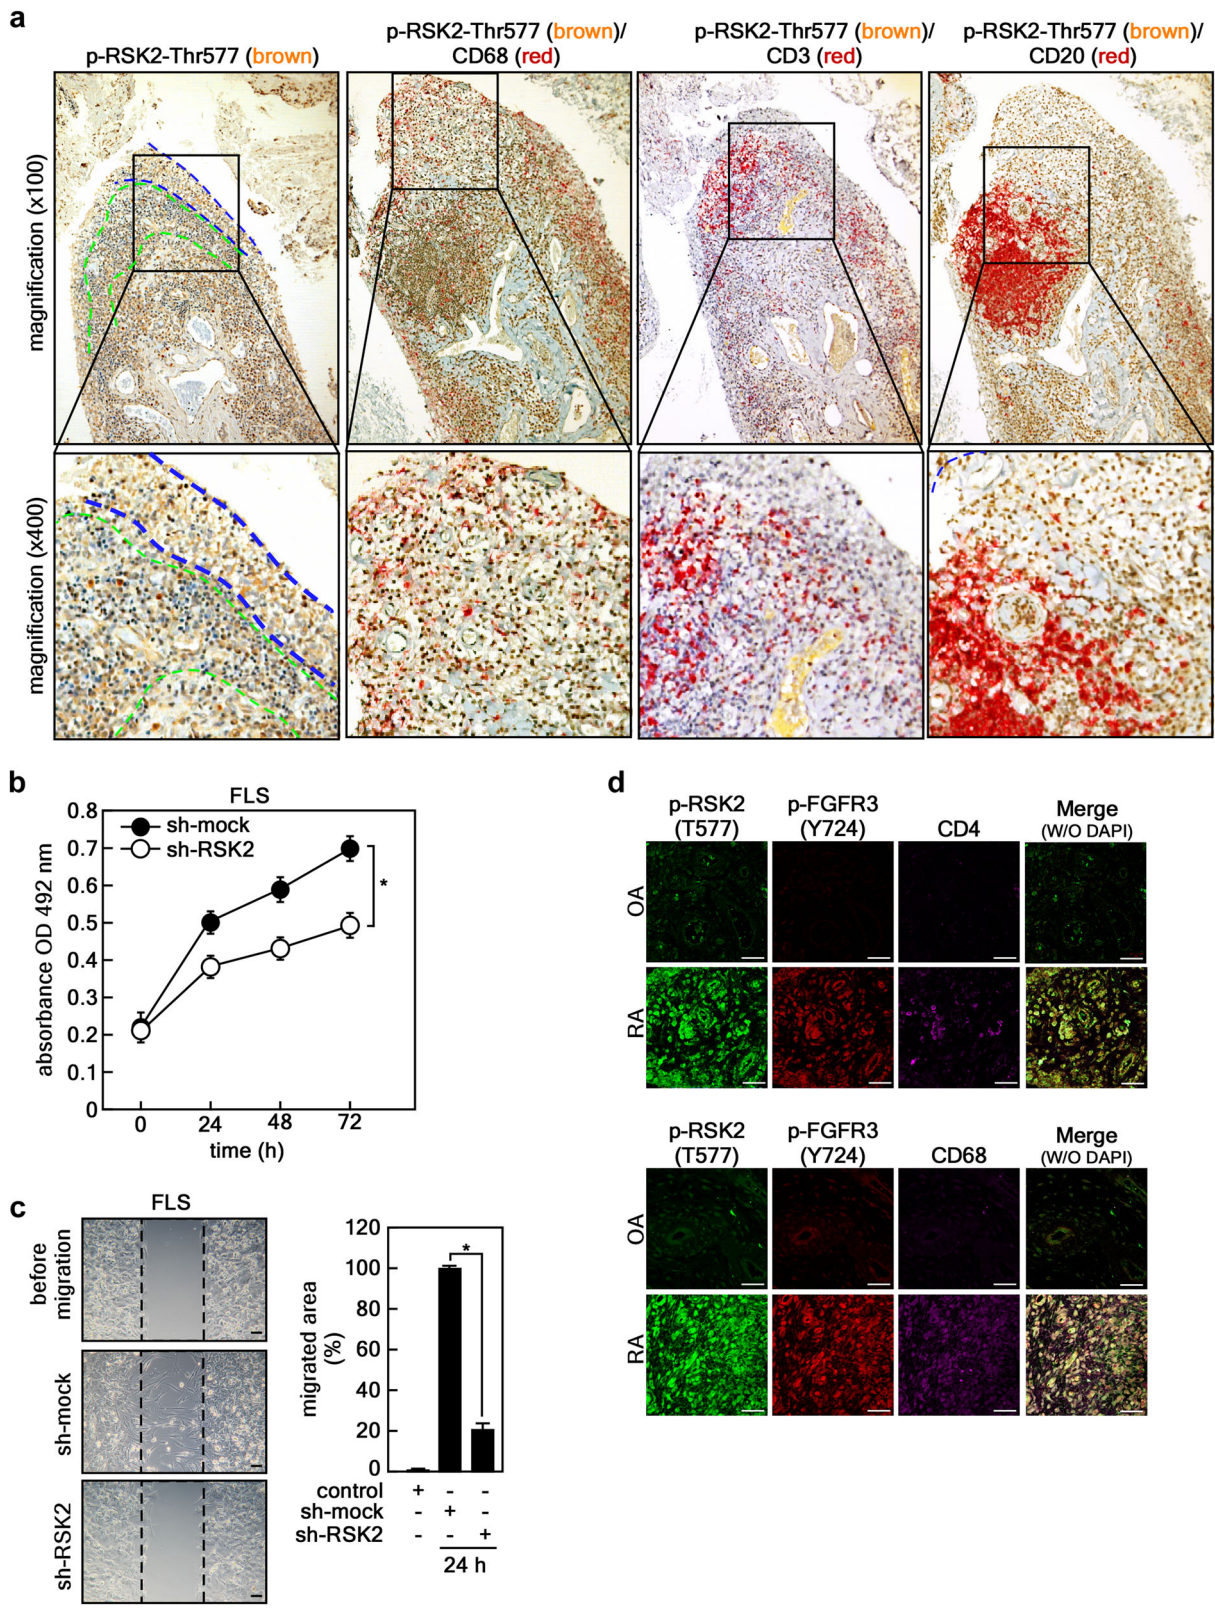 a
p-RSK2-Thr577 (brown)
p-RSK2-Thr577 (brown)/
CD68 (red)
p-RSK2-Thr577 (brown)/
CD3 (red)
p-RSK2-Thr577 (brown)/
CD20 (red)
magnification (x100)
magnification (x400)
b
FLS
sh-mock
sh-RSK2
*
absorbance OD 492 nm
0.8
0.7
0.6
0.5
0.4
0.3
0.2
0.1
0
0 24 48 72
time (h)
c
FLS
before
migration
sh-mock
sh-RSK2
migrated area
(%)
120
100
80
60
40
20
0
*
control + - -
sh-mock - + -
sh-RSK2 - - +
24 h
d
p-RSK2
(T577)
p-FGFR3
(Y724)
CD4
Merge
(W/O DAPI)
OA
RA
p-RSK2
(T577)
p-FGFR3
(Y724)
CD68
Merge
(W/O DAPI)
OA
RA